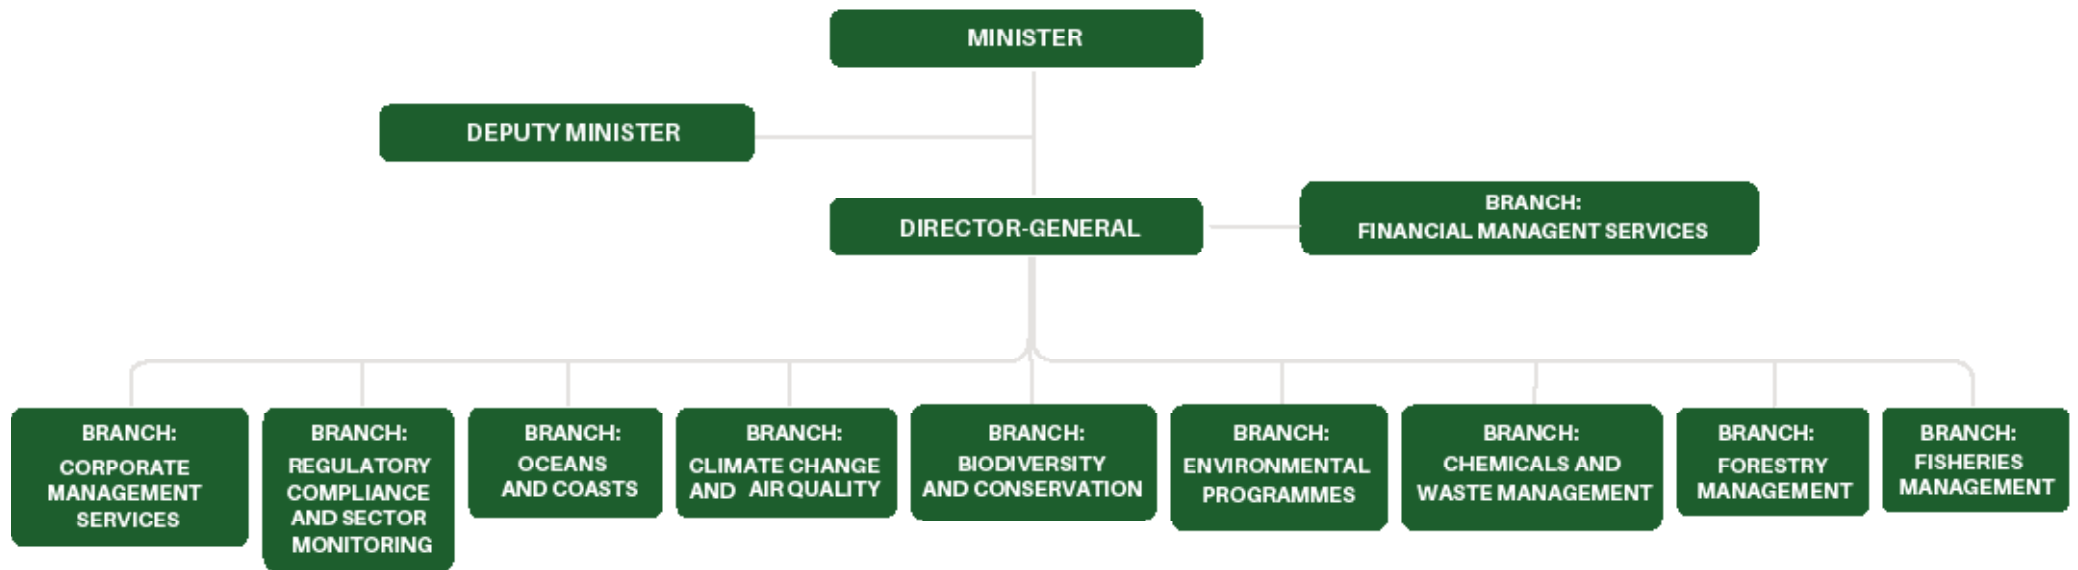 MINISTER
DEPUTY MINISTER
DIRECTOR-GENERAL
BRANCH:
FINANCIAL MANAGENT SERVICES
BRANCH:
CORPORATE
MANAGEMENT
SERVICES
BRANCH:
REGULATORY
COMPLIANCE
AND SECTOR
MONITORING
BRANCH:
OCEANS
AND COASTS
BRANCH:
CLIMATE CHANGE
AND AIR QUALITY
BRANCH:
BIODIVERSITY
AND CONSERVATION
BRANCH:
ENVIRONMENTAL
PROGRAMMES
BRANCH:
CHEMICALS AND
WASTE MANAGEMENT
BRANCH:
FORESTRY
MANAGEMENT
BRANCH:
FISHERIES
MANAGEMENT